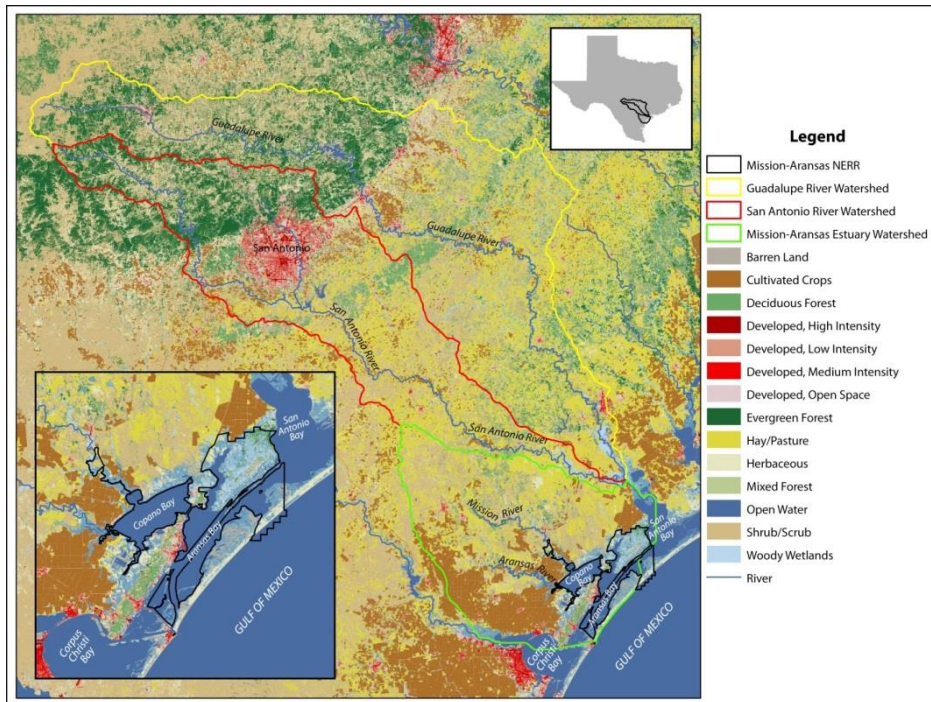 Guadalupe River
San Antonio
Guadalupe River
San Antonio River
San Antonio River
Mission River
Aransas River
Copano Bay
Aransas Bay
San
Antonio
Bay
Corpus
Christi
Bay
GULF OF MEXICO
San
Antonio
Bay
Copano Bay
Aransas Bay
Corpus
Christi
Bay
GULF OF MEXICO
Legend
Mission-Aransas NERR
Guadalupe River Watershed
San Antonio River Watershed
Mission-Aransas Estuary Watershed
Barren Land
Cultivated Crops
Deciduous Forest
Developed, High Intensity
Developed, Low Intensity
Developed, Medium Intensity
Developed, Open Space
Evergreen Forest
Hay/Pasture
Herbaceous
Mixed Forest
Open Water
Shrub/Scrub
Woody Wetlands
River